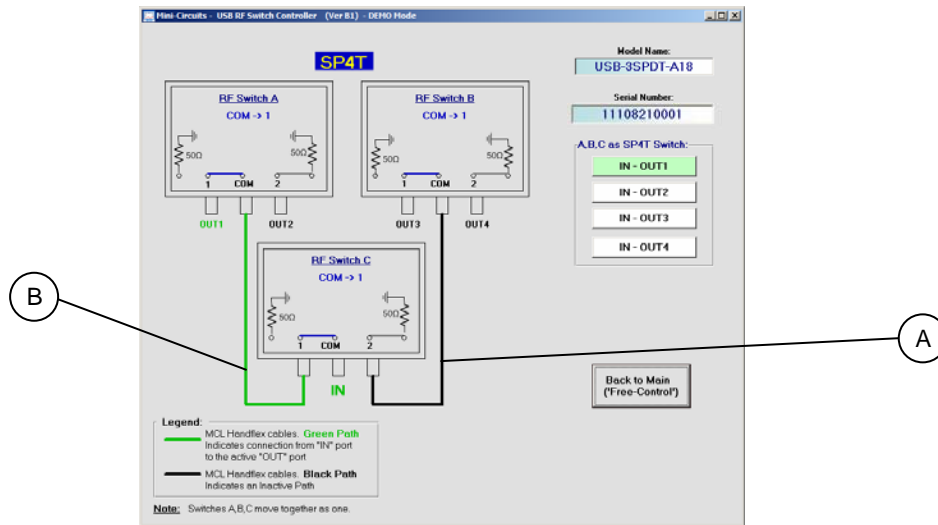 Mini-Circuits - USB RF Switch Controller (Ver B1) - DEMO Mode
SP4T
Model Name:
USB-3SPDT-A18
Serial Number:
11108210001
RF Switch A
COM -> 1
50Ω
50Ω
1 COM 2
OUT1
OUT2
RF Switch B
COM -> 1
50Ω
50Ω
1 COM 2
OUT3
OUT4
A,B,C as SP4T Switch:
IN - OUT1
IN - OUT2
IN - OUT3
IN - OUT4
RF Switch C
COM -> 1
50Ω
50Ω
1 COM 2
IN
B
A
Back to Main
('Free-Control')
Legend:
MCL Handflex cables. Green Path
Indicates connection from "IN" port
to the active "OUT" port
MCL Handflex cables. Black Path
Indicates an Inactive Path
Note: Switches A,B,C move together as one.